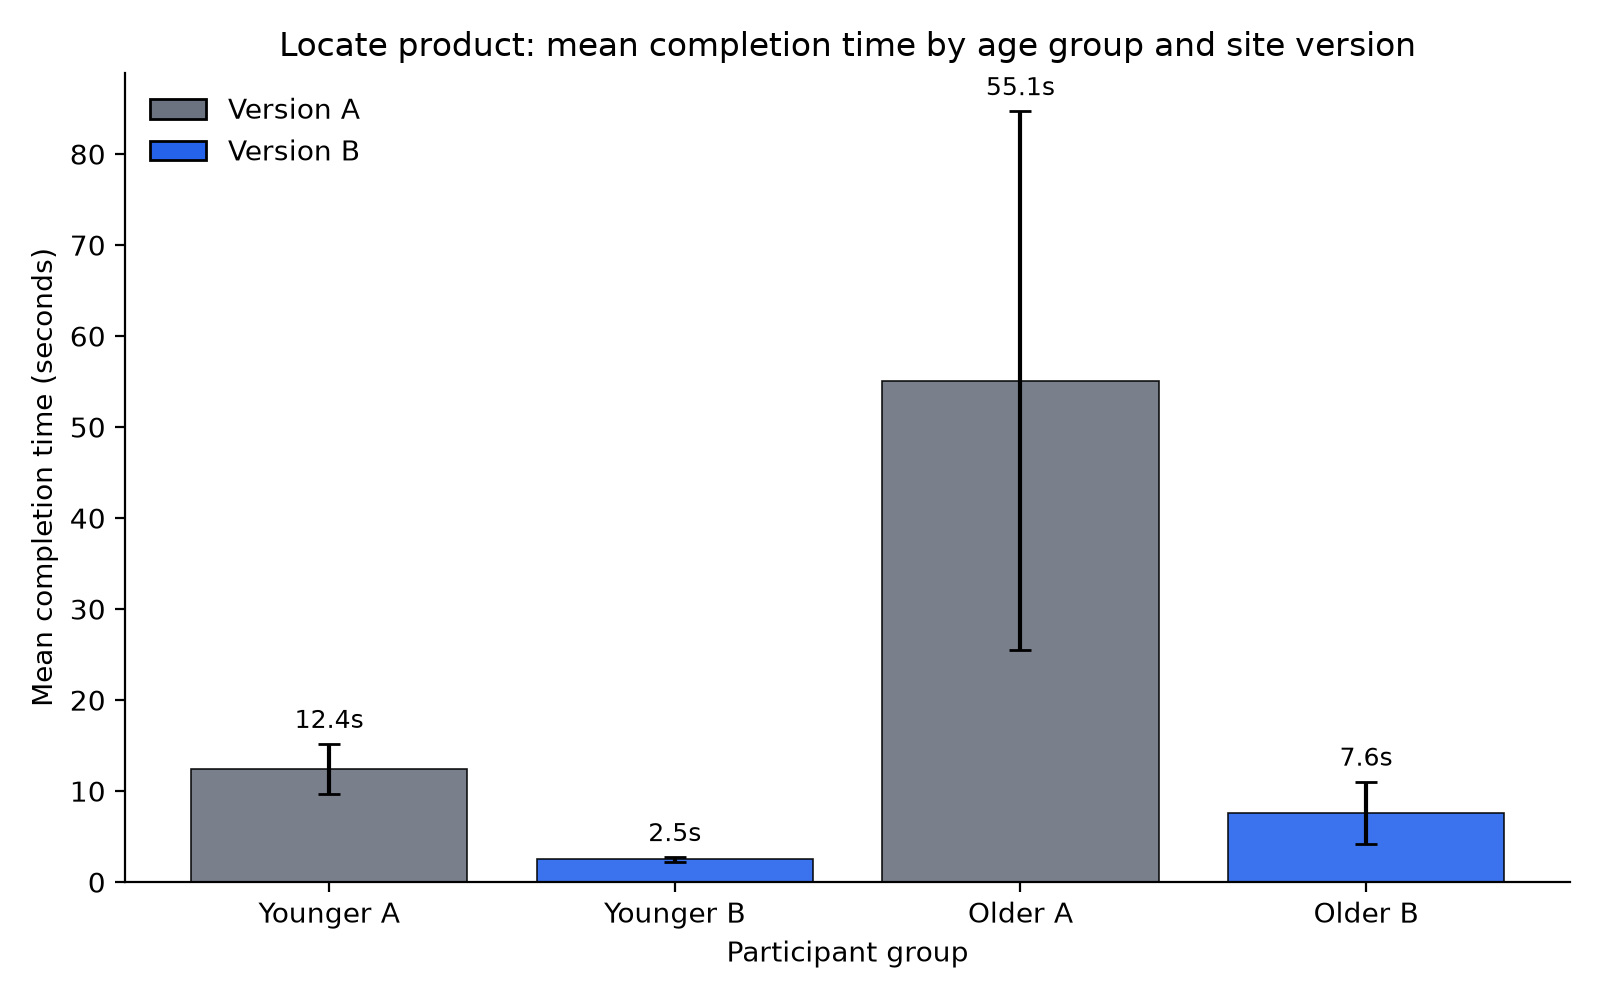 Locate product: mean completion time by age group and site version
Version A
Version B
Mean completion time (seconds)
80
70
60
50
40
30
20
10
0
12.4s
2.5s
55.1s
7.6s
Younger A
Younger B
Older A
Older B
Participant group